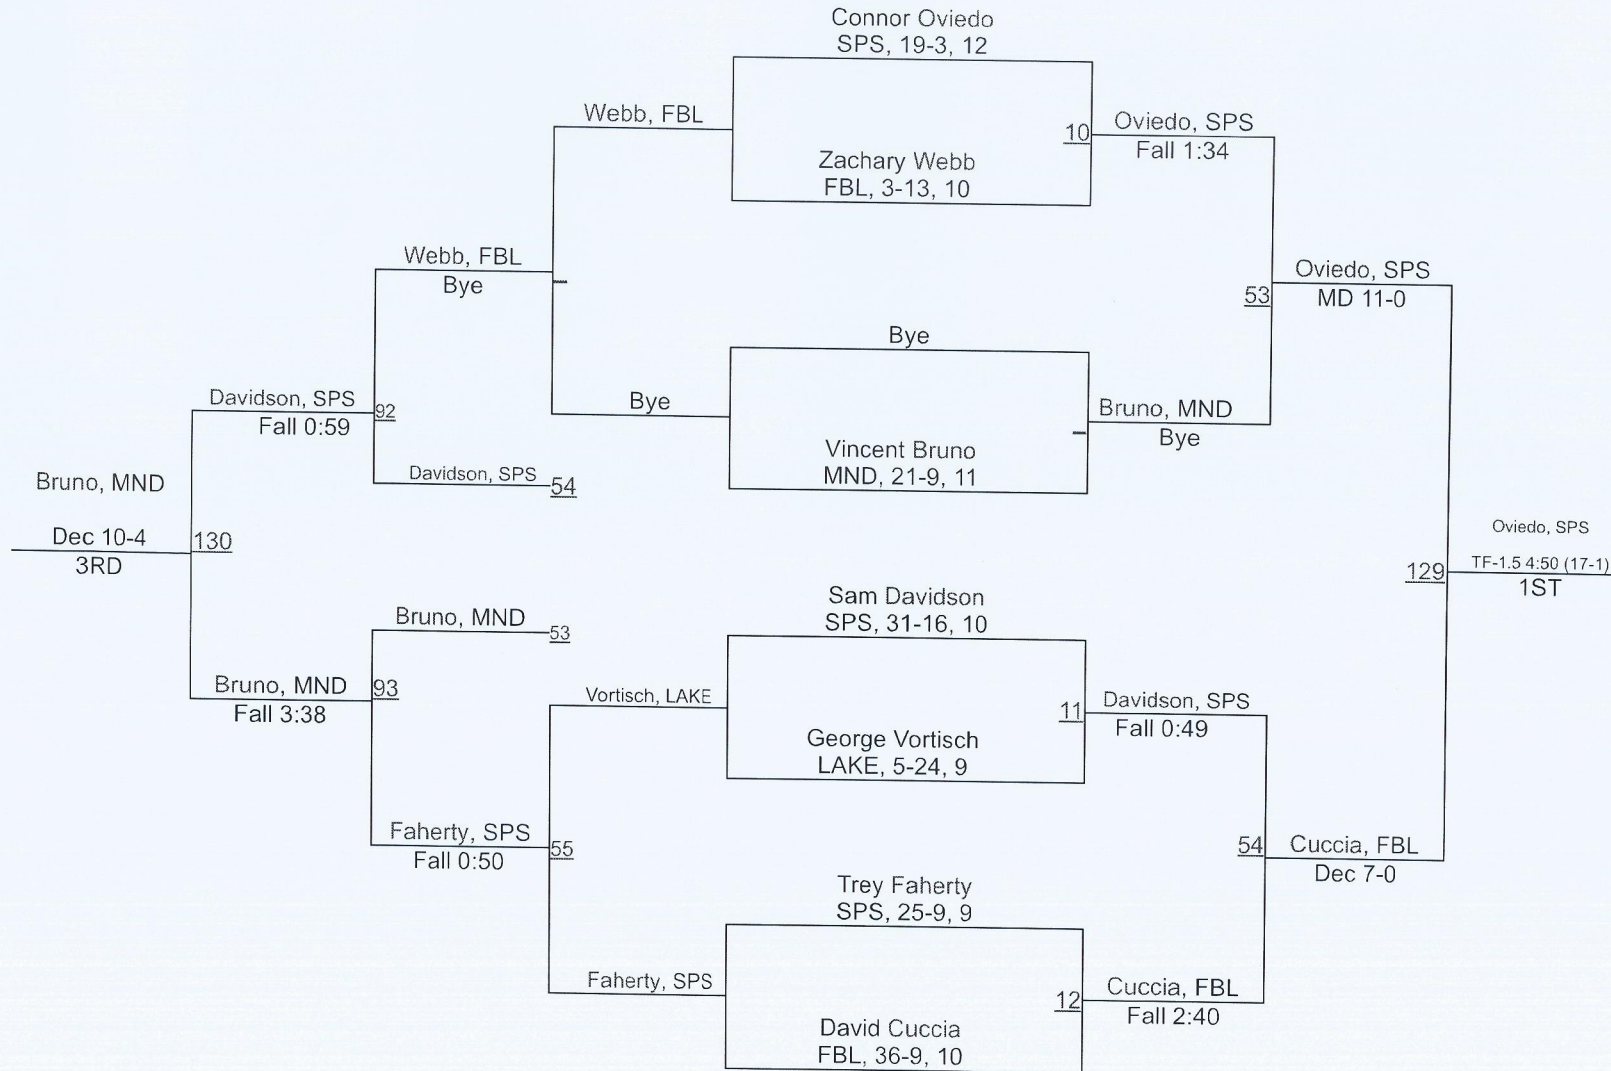 Connor Oviedo
SPS, 19-3, 12
Webb, FBL
10
Oviedo, SPS
Fall 1:34
Zachary Webb
FBL, 3-13, 10
Webb, FBL
Bye
Oviedo, SPS
MD 11-0
53
Bye
Davidson, SPS
Fall 0:59
92
Bye
Bruno, MND
Bye
Vincent Bruno
MND, 21-9, 11
Davidson, SPS
54
Bruno, MND
Dec 10-4
3RD
130
Oviedo, SPS
TF-1.5 4:50 (17-1)
1ST
129
Sam Davidson
SPS, 31-16, 10
Bruno, MND
53
Bruno, MND
Fall 3:38
93
Vortisch, LAKE
11
Davidson, SPS
Fall 0:49
George Vortisch
LAKE, 5-24, 9
Faherty, SPS
Fall 0:50
55
54
Cuccia, FBL
Dec 7-0
Trey Faherty
SPS, 25-9, 9
Faherty, SPS
12
Cuccia, FBL
Fall 2:40
David Cuccia
FBL, 36-9, 10